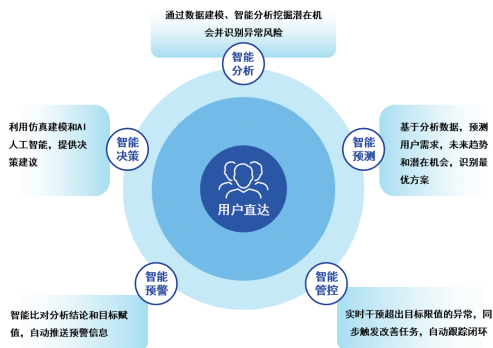 通过数据建模、智能分析挖掘潜在机
会并识别异常风险
智能
分析
利用仿真建模和AI
人工智能，提供决
策建议
智能
决策
智能
预测
基于分析数据，预测
用户需求，未来趋势
和潜在机会，识别最
优方案
用户直达
智能
预警
智能
管控
智能比对分析结论和目标赋
值，自动推送预警信息
实时干预超出目标限值的异常，同
步触发改善任务，自动跟踪闭环